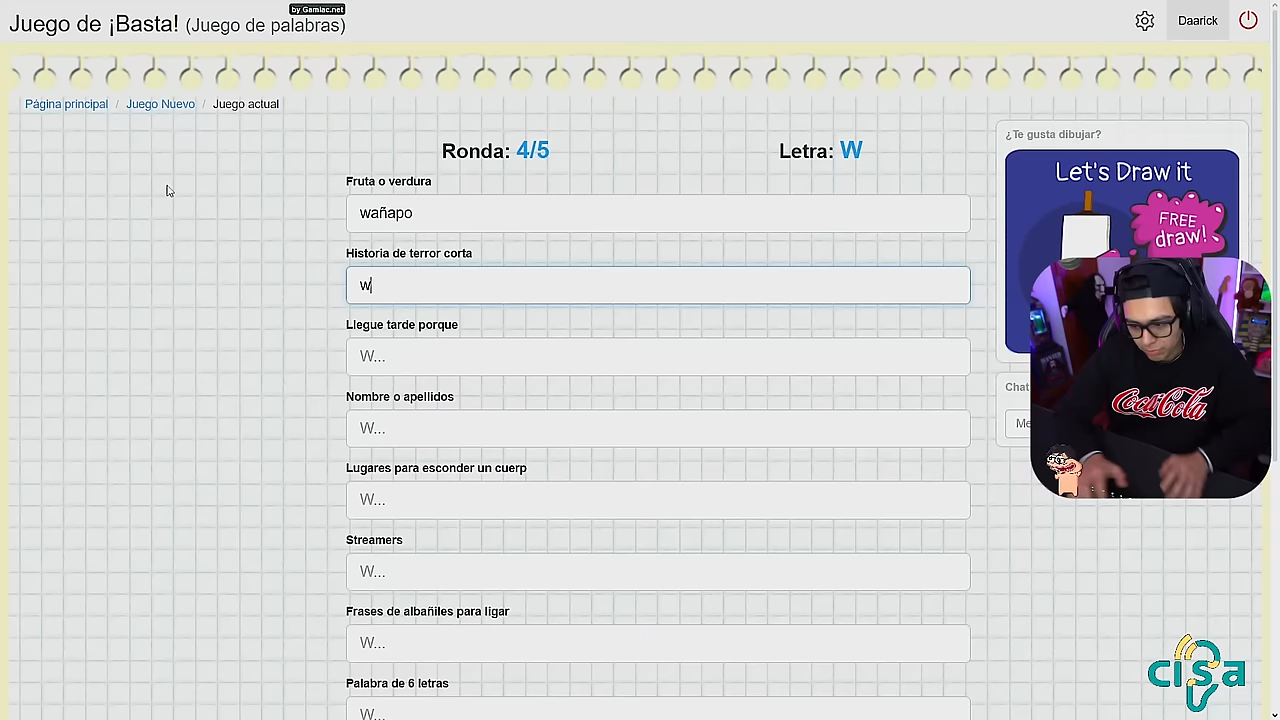 by Gamiac.net
Juego de ¡Basta! (Juego de palabras)
Daarick
Página principal / Juego Nuevo / Juego actual
Ronda: 4/5
Letra: W
Fruta o verdura
wañapo
Historia de terror corta
w
Llegue tarde porque
W...
Nombre o apellidos
W...
Lugares para esconder un cuerp
W...
Streamers
W...
Frases de albañiles para ligar
W...
Palabra de 6 letras
W...
¿Te gusta dibujar?
Let's Draw it
FREE
draw!
Chat
Me
Coca-Cola
cisa